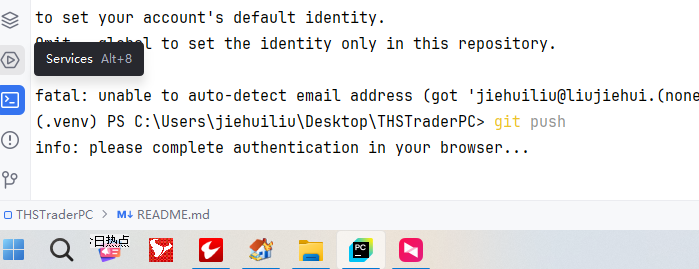 to set your account's default identity.
Omit --global to set the identity only in this repository.
Services Alt+8
fatal: unable to auto-detect email address (got 'jiehuiliu@liujiehui.(none
(.venv) PS C:\Users\jiehuiliu\Desktop\THSTraderPC> git push
info: please complete authentication in your browser...
THSTraderPC > README.md
日热点
PC